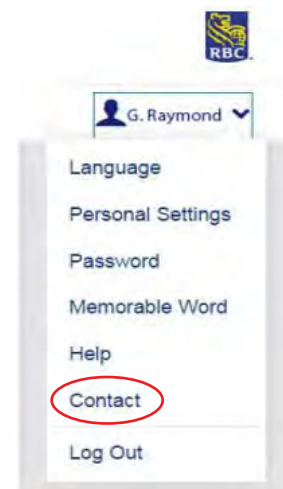 RBC
G. Raymond
Language
Personal Settings
Password
Memorable Word
Help
Contact
Log Out